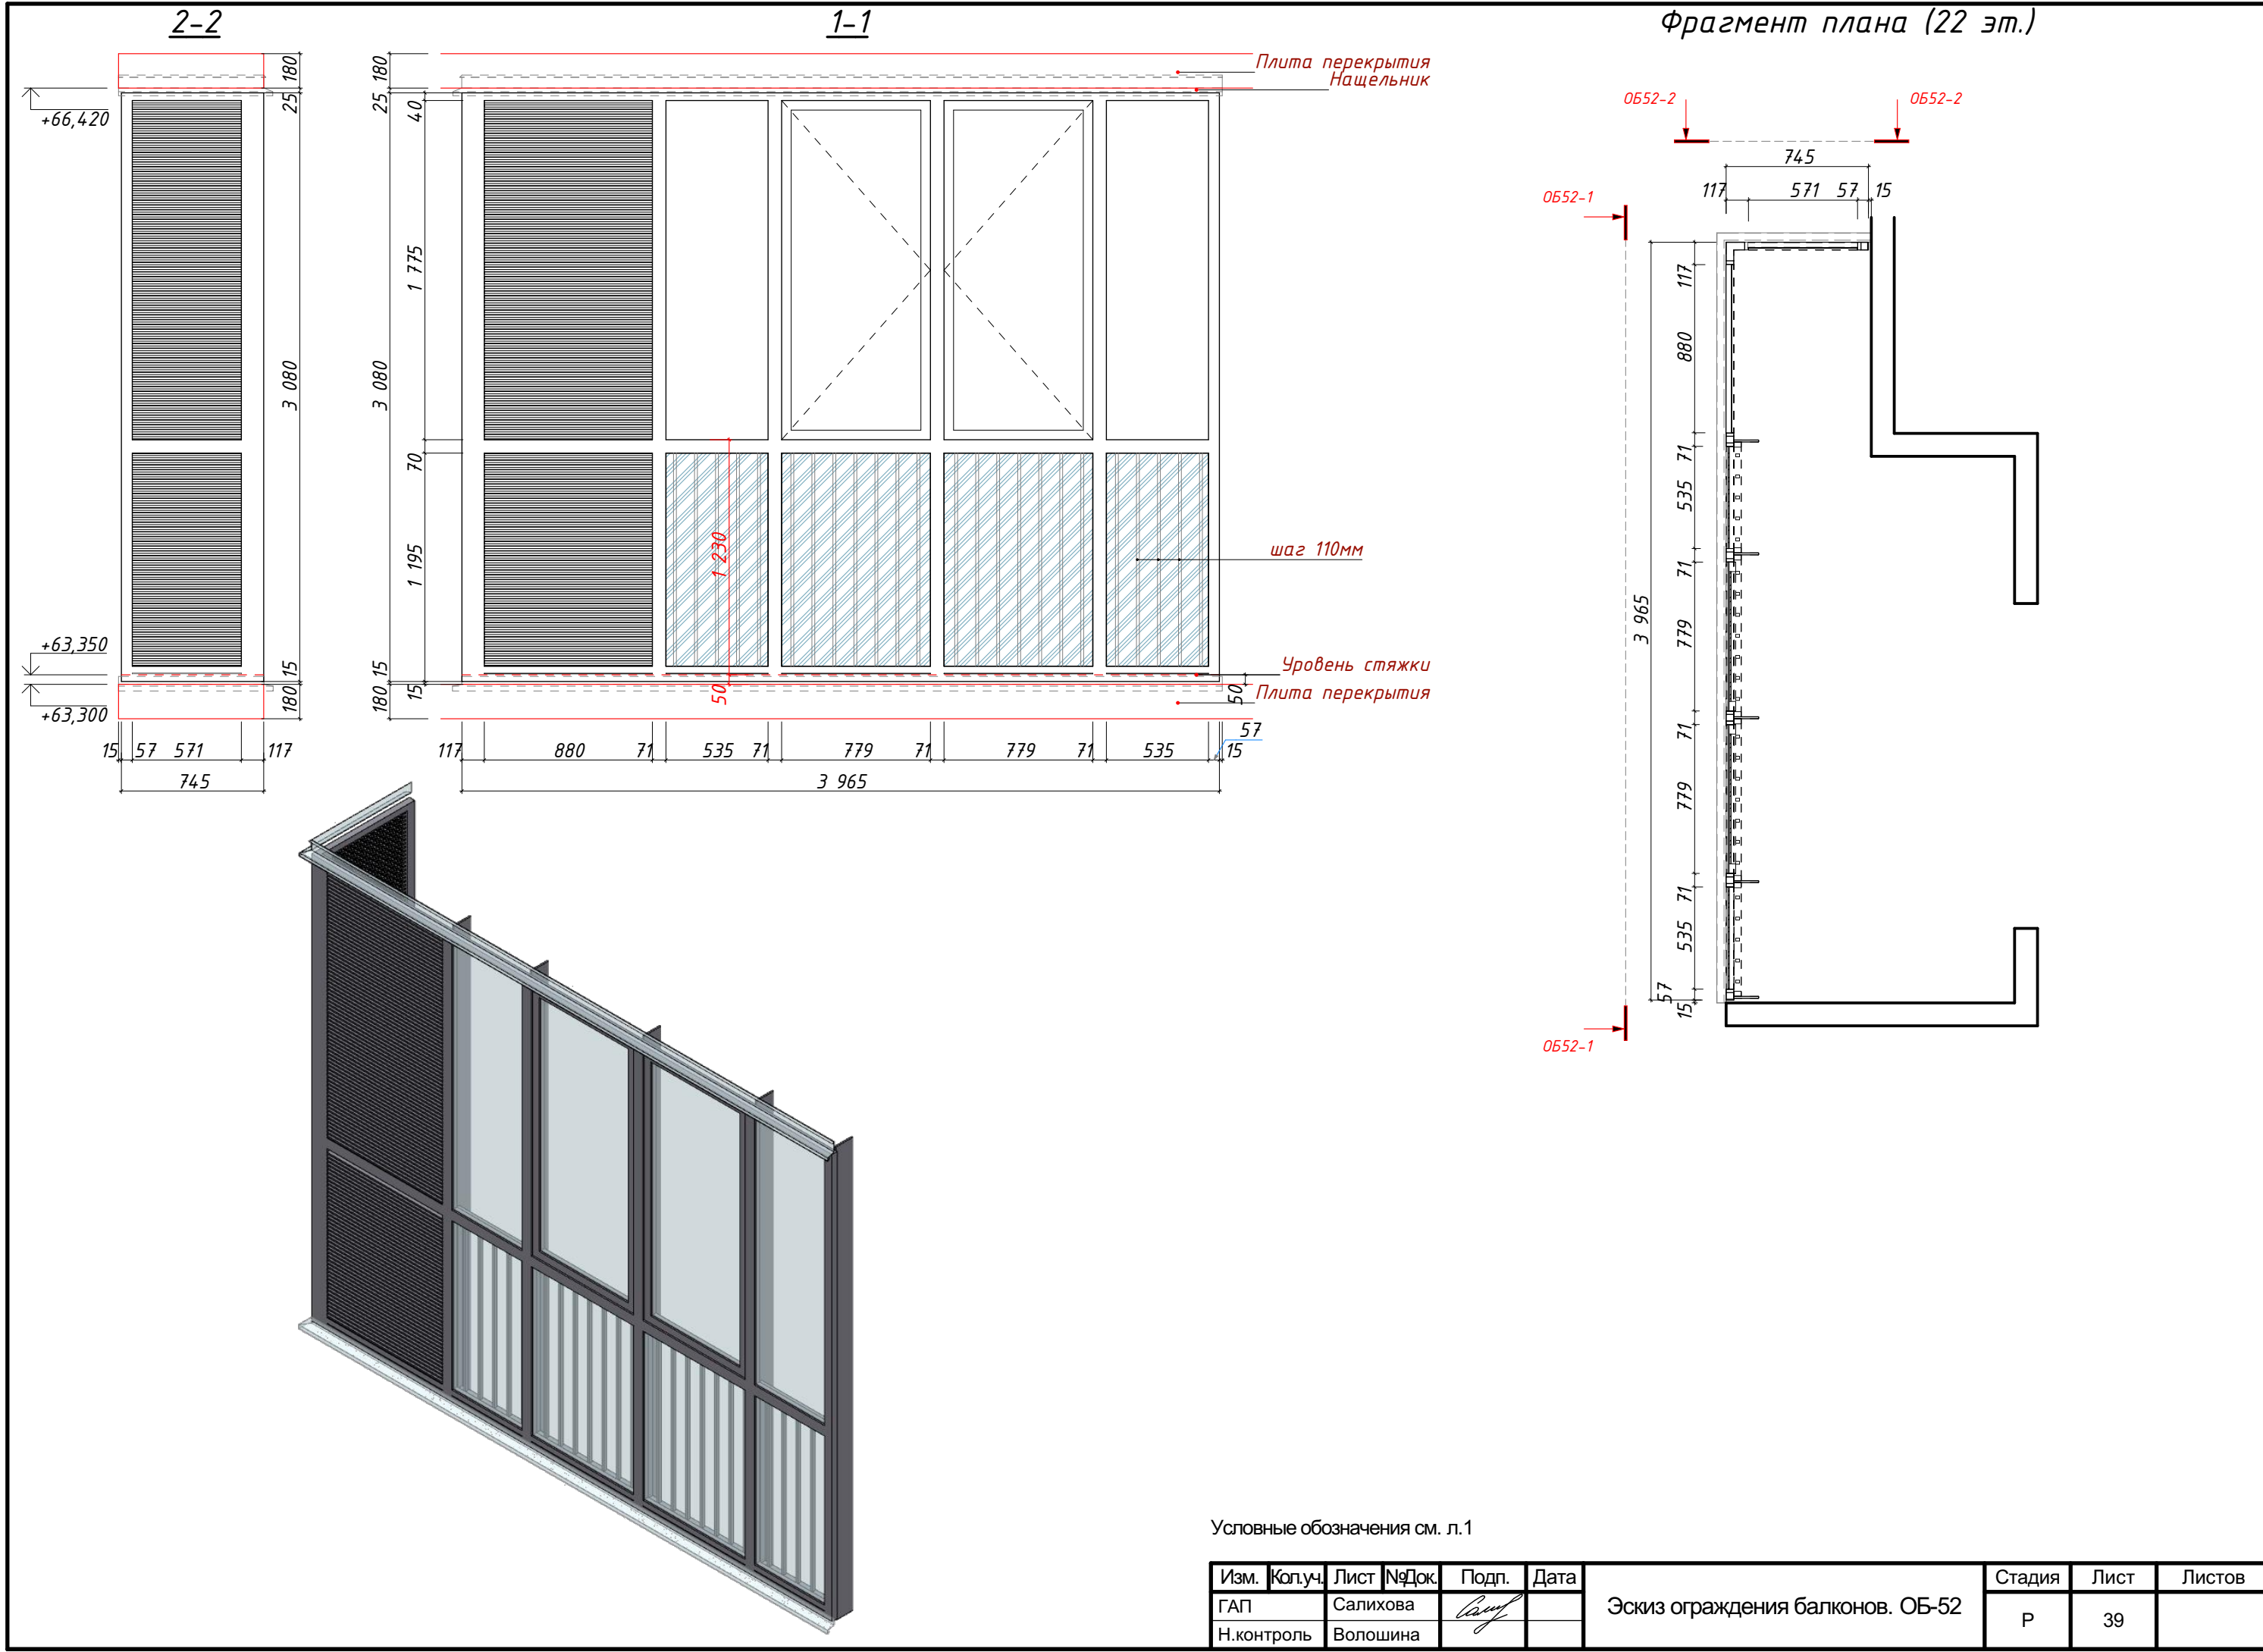 2-2
180
25
+66,420
3 080
+63,350
15
180
+63,300
15 57 571 117
745
1-1
Плита перекрытия
Нащельник
180
25
40
1 775
3 080
70
1 195
1 230
шаг 110мм
Уровень стяжки
Плита перекрытия
180 15
15
50
50
57
117 880 71 535 71 779 71 779 71 535 15
3 965
Фрагмент плана (22 эт.)
ОБ52-2 ОБ52-2
745
ОБ52-1
117 571 57 15
117
880
71
535
71
3 965
779
71
779
71
535
57
15
ОБ52-1
Условные обозначения см. л.1
Изм. Кол.уч. Лист №Док. Подп. Дата
ГАП Салихова
Н.контроль Волошина
Эскиз ограждения балконов. ОБ-52
Стадия Лист Листов
Р 39